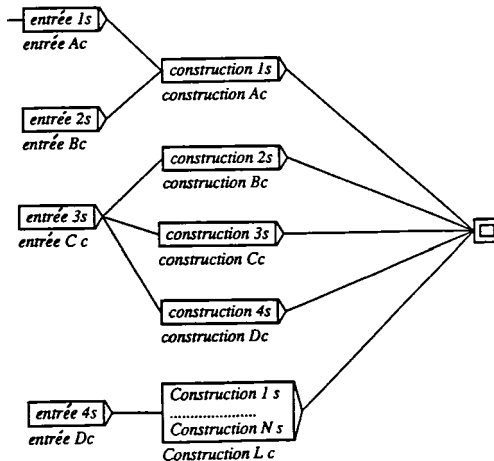 entrée 1s
entrée Ac
construction 1s
construction Ac
entrée 2s
entrée Bc
construction 2s
construction Bc
entrée 3s
entrée C c
construction 3s
construction Cc
construction 4s
construction Dc
entrée 4s
entrée Dc
Construction 1 s
......................
Construction N s
Construction L c